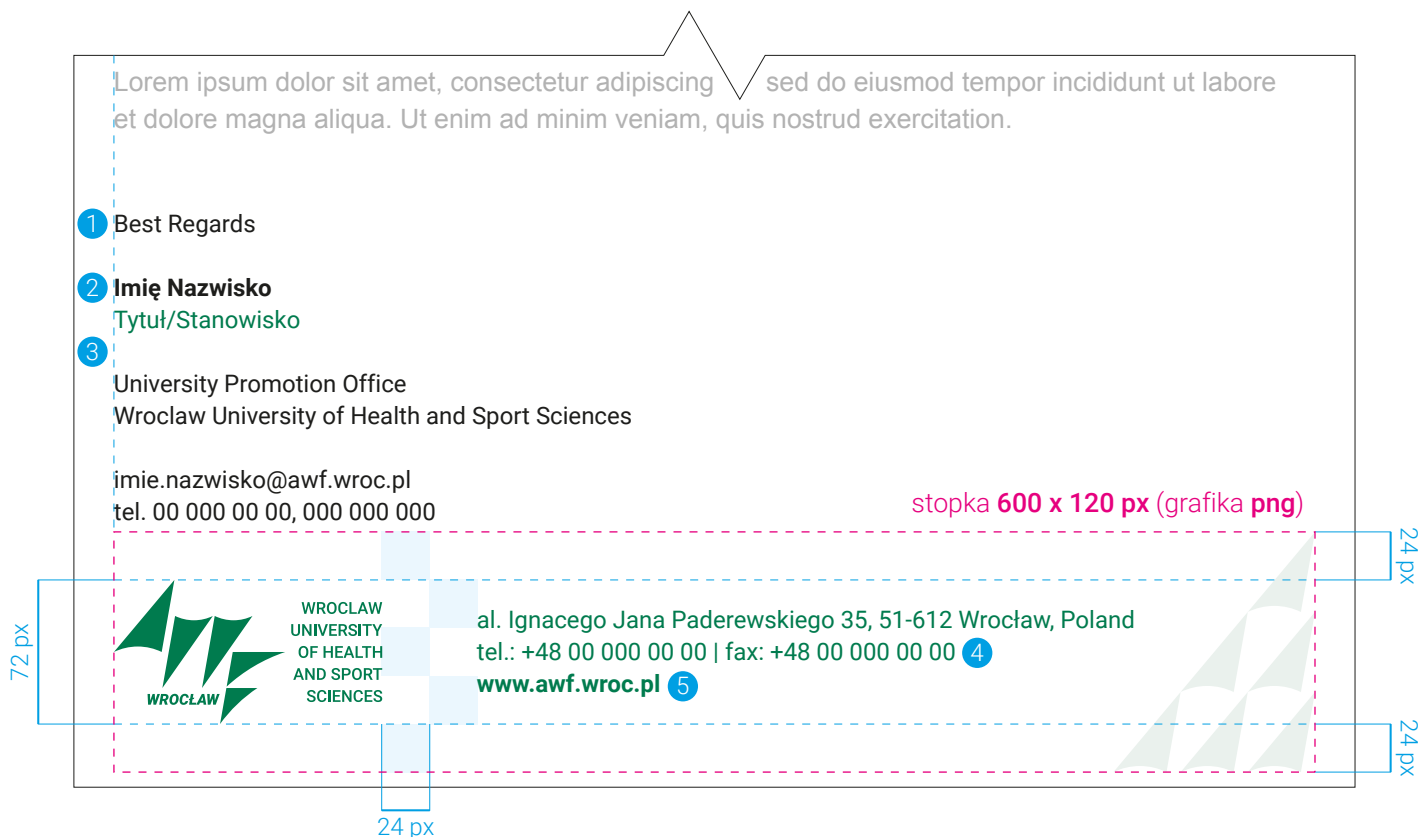 Lorem ipsum dolor sit amet, consectetur adipiscing sed do eiusmod tempor incididunt ut labore
et dolore magna aliqua. Ut enim ad minim veniam, quis nostrud exercitation.
1 Best Regards
2 Imię Nazwisko
Tytuł/Stanowisko
3
University Promotion Office
Wroclaw University of Health and Sport Sciences
imie.nazwisko@awf.wroc.pl
tel. 00 000 00 00, 000 000 000
stopka 600 x 120 px (grafika png)
24 px
72 px
WROCŁAW
WROCLAW
UNIVERSITY
OF HEALTH
AND SPORT
SCIENCES
al. Ignacego Jana Paderewskiego 35, 51-612 Wrocław, Poland
tel.: +48 00 000 00 00 | fax: +48 00 000 00 00 4
www.awf.wroc.pl 5
24 px
24 px